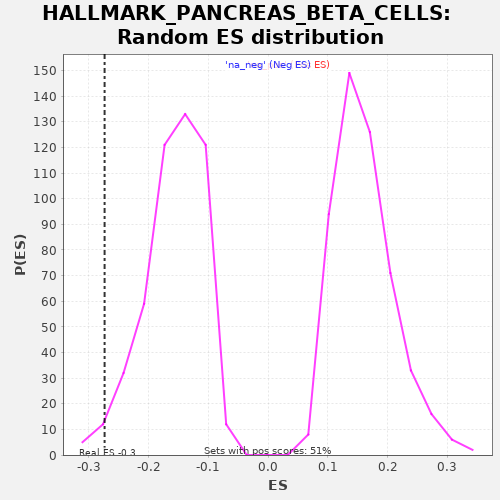 HALLMARK_PANCREAS_BETA_CELLS:
Random ES distribution
'na_neg' (Neg ES) ES)
150
140
130
120
110
100
90
80
70
60
50
40
30
20
10
0
P(ES)
Real ES -0.3
Sets with pos scores: 51%
-0.3 -0.2 -0.1 0.0 0.1 0.2 0.3
ES